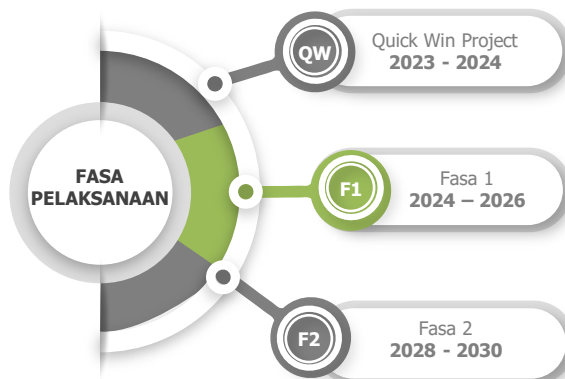 FASA
PELAKSANAAN
QW
Quick Win Project
2023 - 2024
F1
Fasa 1
2024 – 2026
F2
Fasa 2
2028 - 2030